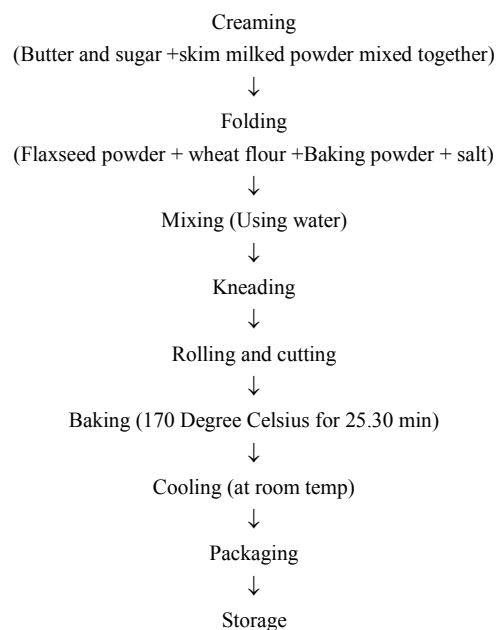 Creaming
(Butter and sugar +skim milked powder mixed together)
↓
Folding
(Flaxseed powder + wheat flour +Baking powder + salt)
↓
Mixing (Using water)
↓
Kneading
↓
Rolling and cutting
↓
Baking (170 Degree Celsius for 25.30 min)
↓
Cooling (at room temp)
↓
Packaging
↓
Storage